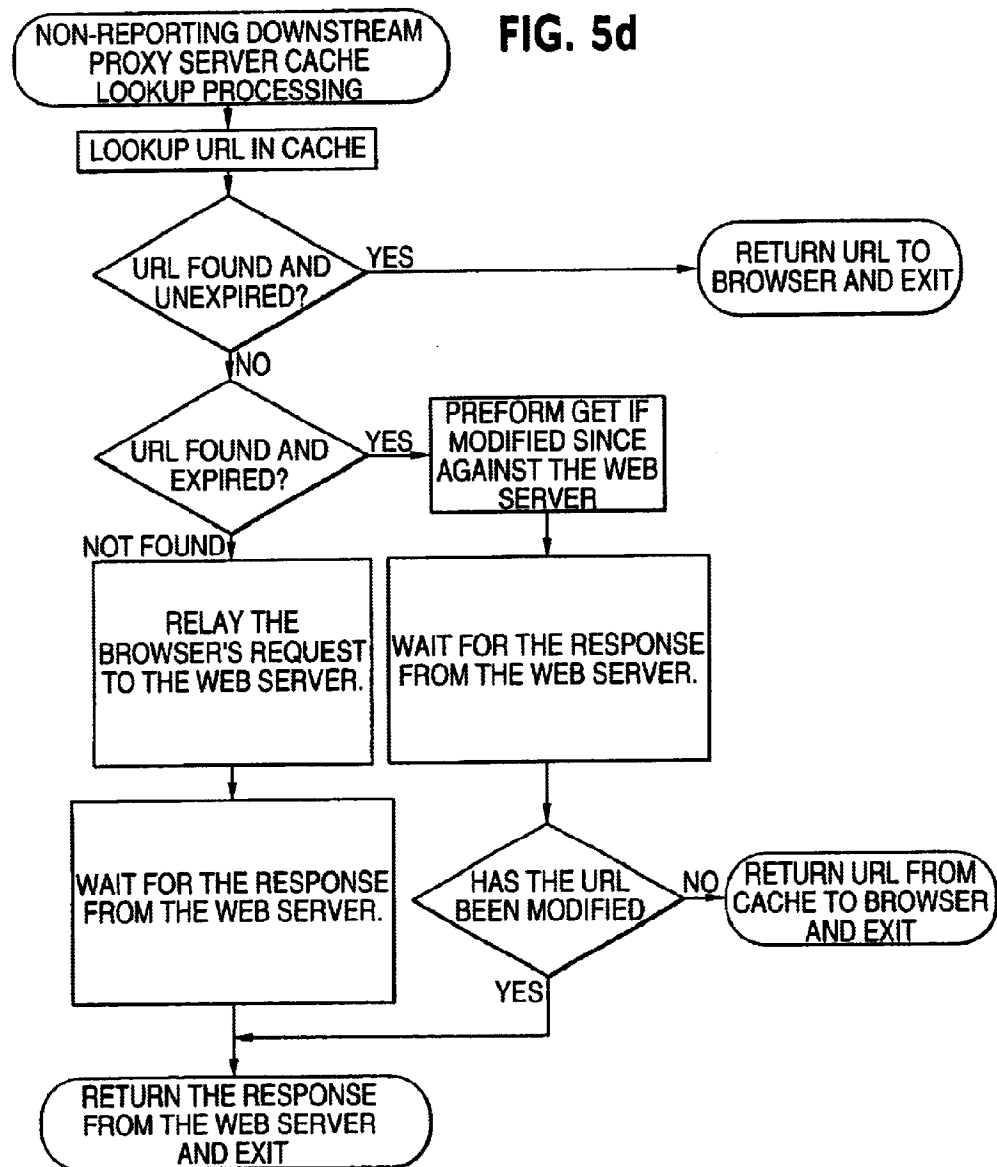 FIG. 5d
NON-REPORTING DOWNSTREAM
PROXY SERVER CACHE
LOOKUP PROCESSING
LOOKUP URL IN CACHE
URL FOUND AND
UNEXPIRED?
YES
RETURN URL TO
BROWSER AND EXIT
NO
URL FOUND AND
EXPIRED?
YES
PREFORM GET IF
MODIFIED SINCE
AGAINST THE WEB
SERVER
NOT FOUND
RELAY THE
BROWSER'S REQUEST
TO THE WEB SERVER.
WAIT FOR THE RESPONSE
FROM THE WEB SERVER.
WAIT FOR THE RESPONSE
FROM THE WEB SERVER.
HAS THE URL
BEEN MODIFIED
NO
RETURN URL FROM
CACHE TO BROWSER
AND EXIT
YES
RETURN THE RESPONSE
FROM THE WEB SERVER
AND EXIT